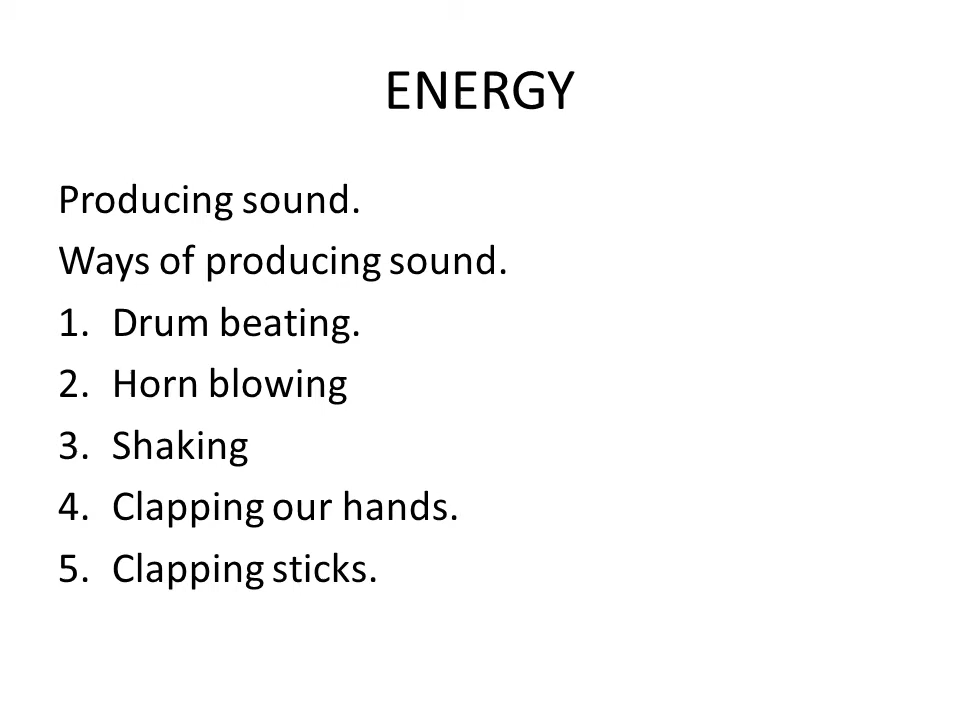 ENERGY
Producing sound.
Ways of producing sound.
1. Drum beating.
2. Horn blowing
3. Shaking
4. Clapping our hands.
5. Clapping sticks.